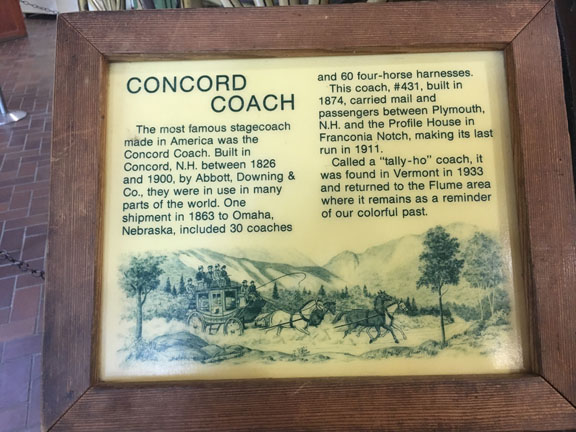 CONCORD
COACH
The most famous stagecoach
made in America was the
Concord Coach. Built in
Concord, N.H. between 1826
and 1900, by Abbott, Downing &
Co., they were in use in many
parts of the world. One
shipment in 1863 to Omaha,
Nebraska, included 30 coaches
and 60 four-horse harnesses.
This coach, #431, built in
1874, carried mail and
passengers between Plymouth,
N.H. and the Profile House in
Franconia Notch, making its last
run in 1911.
Called a "tally-ho" coach, it
was found in Vermont in 1933
and returned to the Flume area
where it remains as a reminder
of our colorful past.